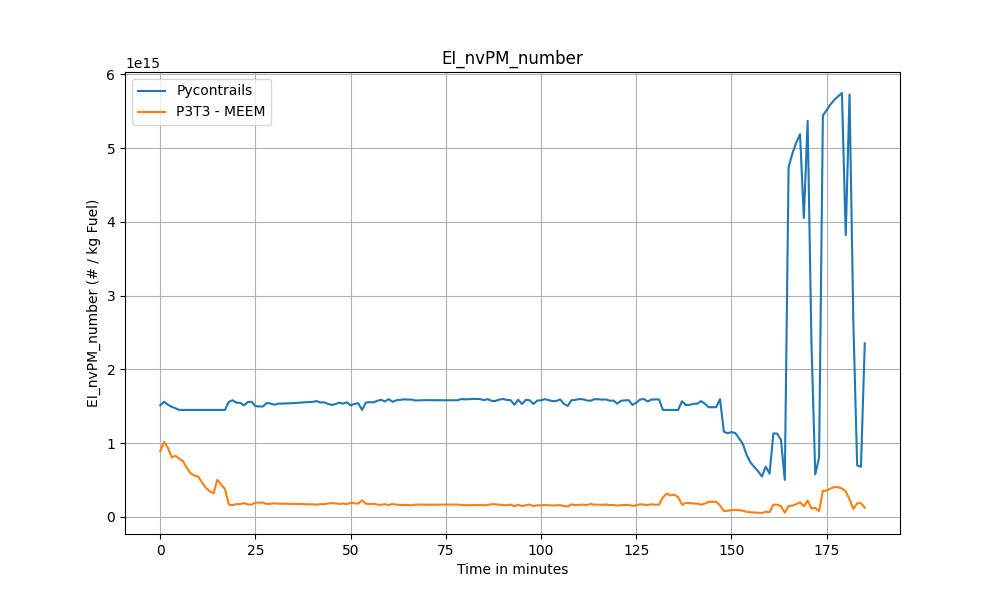 EI_nvPM_number
1e15
Pycontrails
P3T3 - MEEM
EI_nvPM_number (# / kg Fuel)
6
5
4
3
2
1
0
0 25 50 75 100 125 150 175
Time in minutes